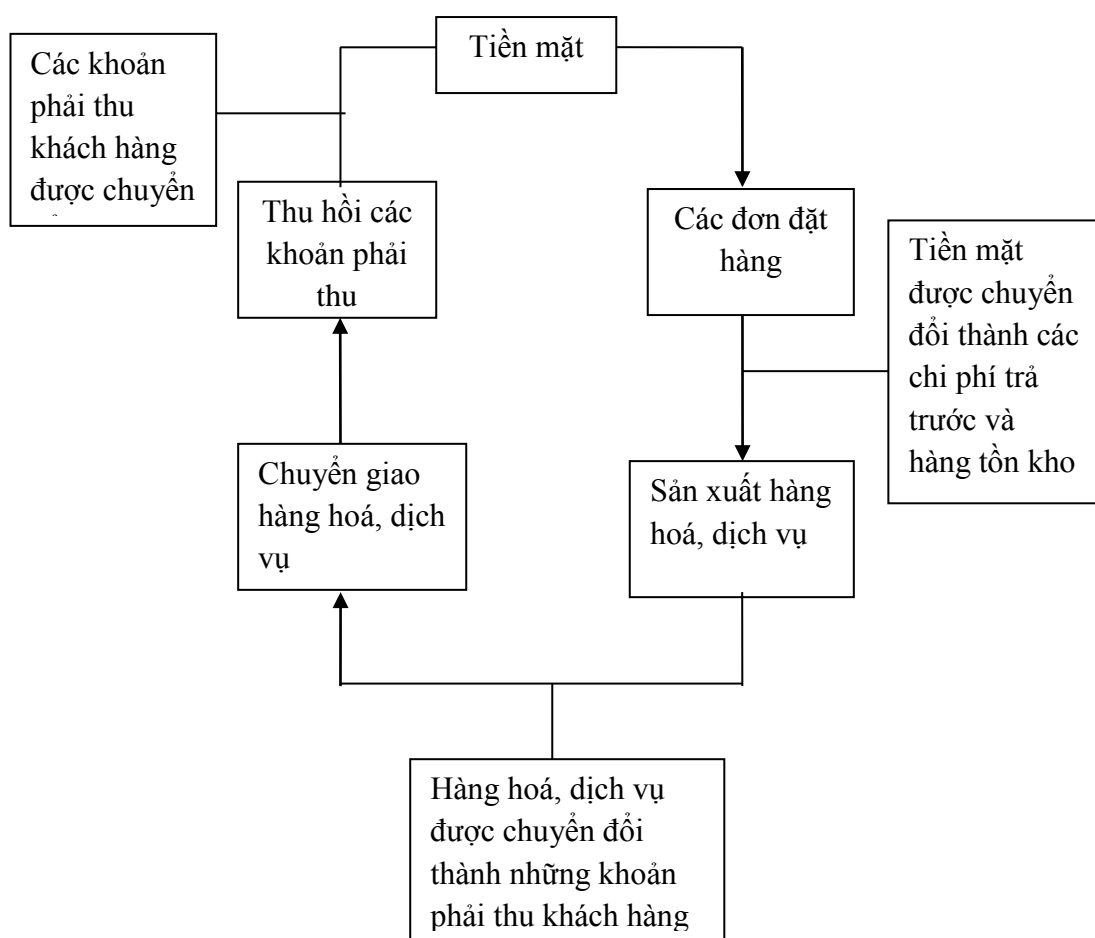 Tiền mặt
Các khoản
phải thu
khách hàng
được chuyển
Thu hồi các
khoản phải
thu
Các đơn đặt
hàng
Tiền mặt
được chuyển
đổi thành các
chi phí trả
trước và
hàng tồn kho
Chuyển giao
hàng hoá, dịch
vụ
Sản xuất hàng
hoá, dịch vụ
Hàng hoá, dịch vụ
được chuyển đổi
thành những khoản
phải thu khách hàng